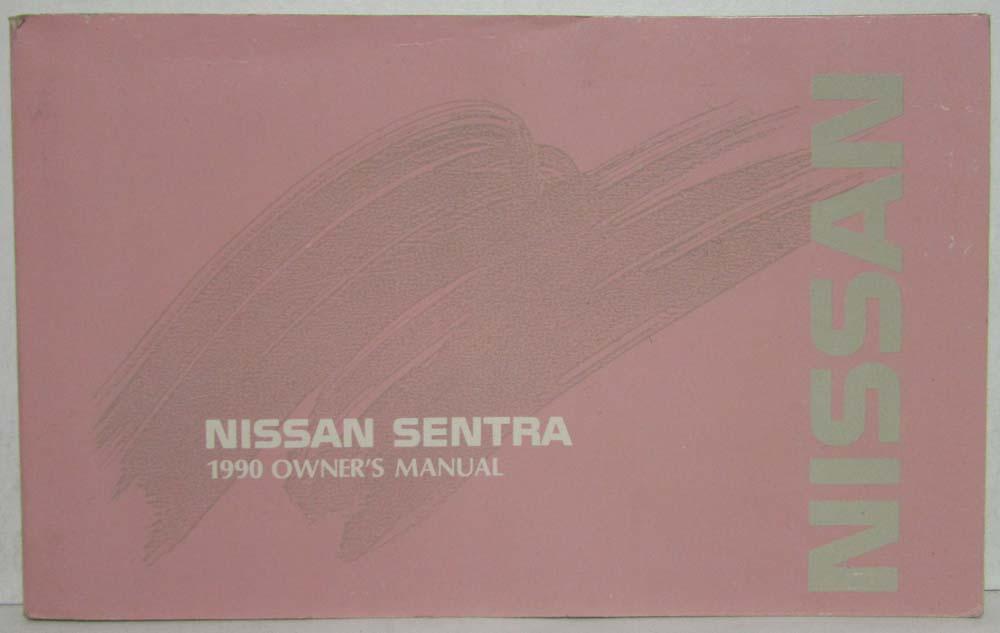 NISSAN SENTRA
1990 OWNER'S MANUAL
NISSAN